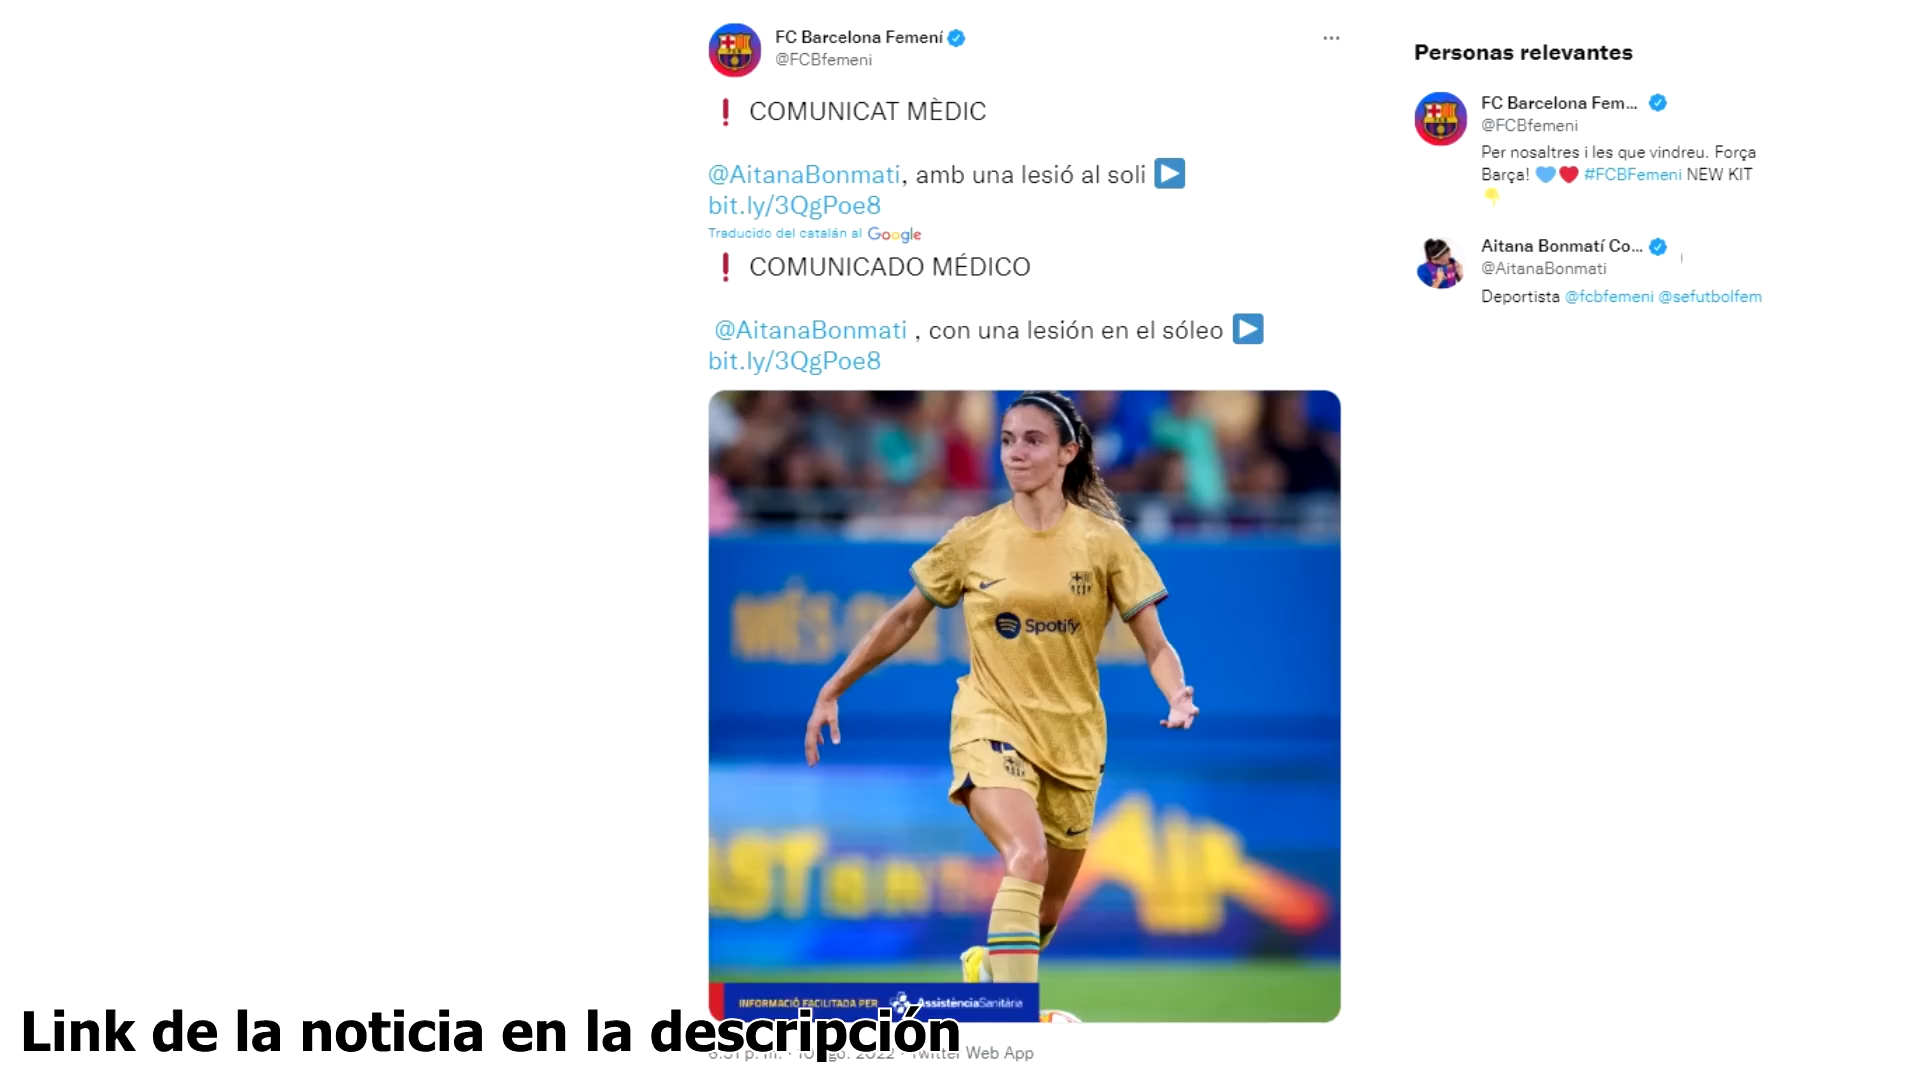 FC Barcelona Femení
@FCBfemeni
❗ COMUNICAT MÈDIC
@AitanaBonmati, amb una lesió al soli ▶
bit.ly/3QgPoe8
Traducido del catalán al Google
❗ COMUNICADO MÉDICO
@AitanaBonmati , con una lesión en el sóleo ▶
bit.ly/3QgPoe8
Spotify
INFORMACIÓ FACILITADA PER AssistènciaSanitària
2022 · Twitter Web App
Personas relevantes
FC Barcelona Fem...
@FCBfemeni
Per nosaltres i les que vindreu. Força
Barça! 💙❤️ #FCBFemeni NEW KIT
👇
Aitana Bonmatí Co...
@AitanaBonmati
Deportista @fcbfemeni @sefutbolfem
Link de la noticia en la descripción